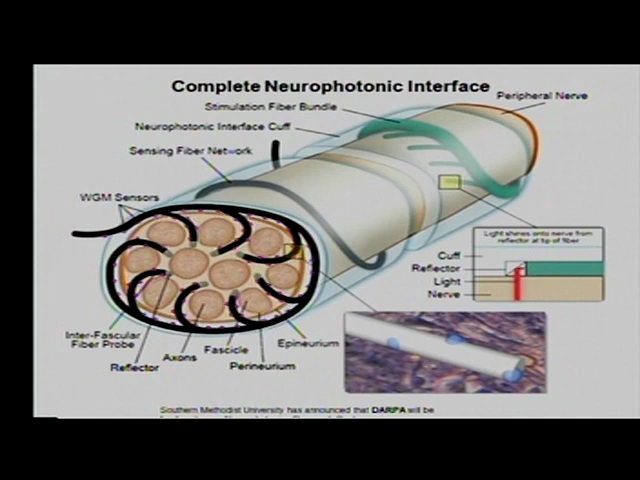 Complete Neurophotonic Interface
Peripheral Nerve
Stimulation Fiber Bundle
Neurophotonic Interface Cuff
Sensing Fiber Network
WGM Sensors
Light shines onto nerve from
reflector at tip of fiber
Cuff
Reflector
Light
Nerve
Inter-Fascular
Fiber Probe
Reflector
Axons
Fascicle
Perineurium
Epineurium
Southern Methodist University has announced that DARPA will be